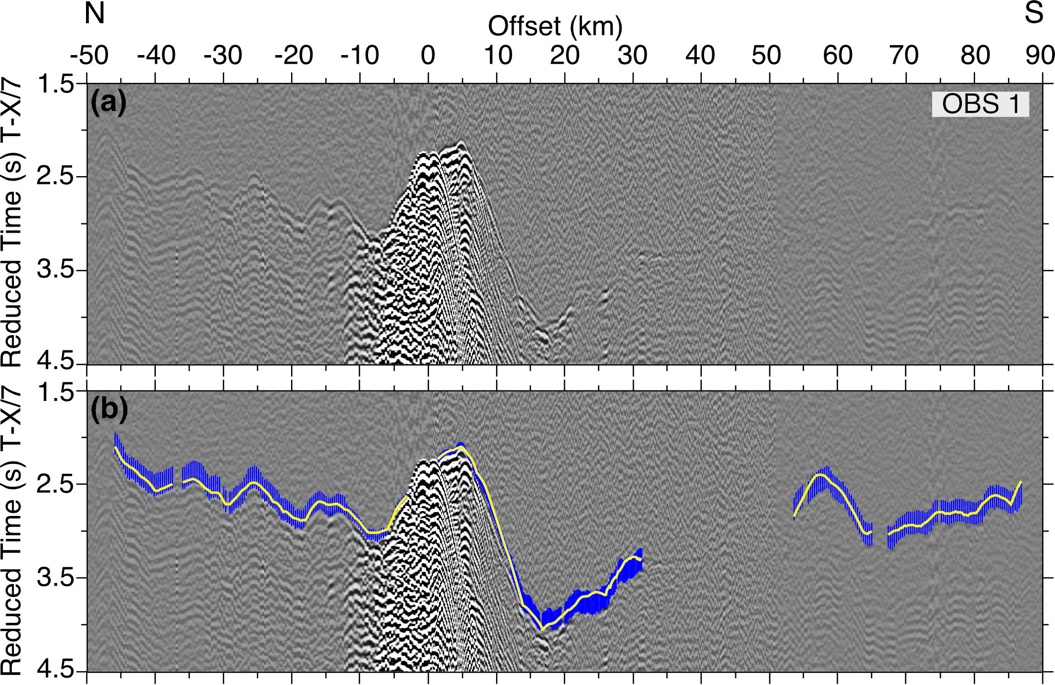 N S
Offset (km)
-50 -40 -30 -20 -10 0 10 20 30 40 50 60 70 80 90
Reduced Time (s) T-X/7
1.5
2.5
3.5
4.5
(a)
OBS 1
Reduced Time (s) T-X/7
1.5
2.5
3.5
4.5
(b)